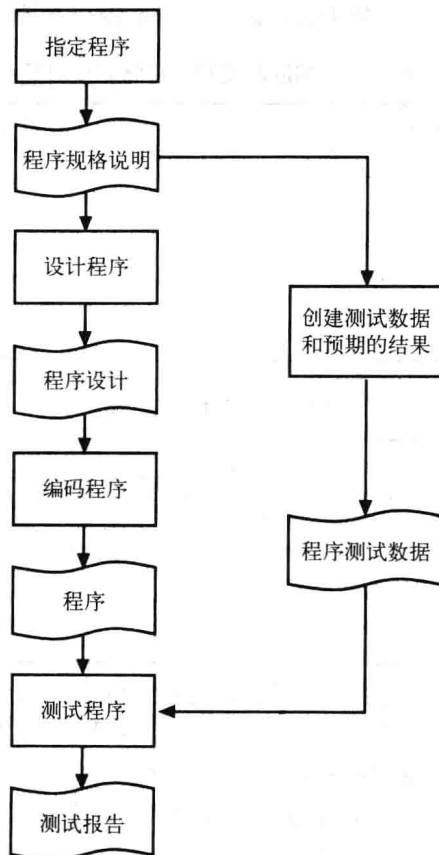 指定程序
程序规格说明
设计程序
创建测试数据
和预期的结果
程序设计
编码程序
程序测试数据
程序
测试程序
测试报告